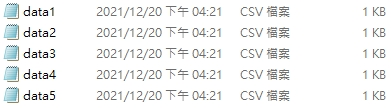 data1 2021/12/20 下午 04:21 CSV 檔案 1 KB
data2 2021/12/20 下午 04:21 CSV 檔案 1 KB
data3 2021/12/20 下午 04:21 CSV 檔案 1 KB
data4 2021/12/20 下午 04:21 CSV 檔案 1 KB
data5 2021/12/20 下午 04:21 CSV 檔案 1 KB